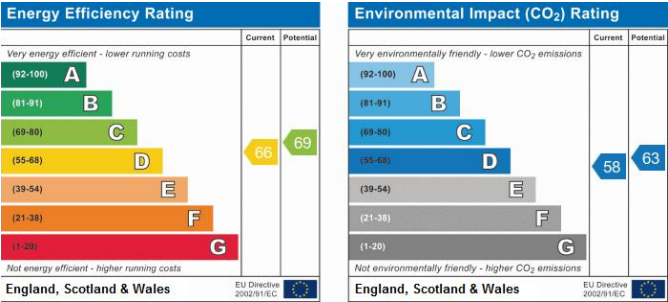 Energy Efficiency Rating
Current Potential
Very energy efficient - lower running costs
(92-100) A
(81-91) B
(69-80) C
(55-68) D
(39-54) E
(21-38) F
(1-20) G
66
69
Not energy efficient - higher running costs
England, Scotland & Wales
EU Directive
2002/91/EC
Environmental Impact (CO₂) Rating
Current Potential
Very environmentally friendly - lower CO₂ emissions
(92-100) A
(81-91) B
(69-80) C
(55-68) D
(39-54) E
(21-38) F
(1-20) G
58
63
Not environmentally friendly - higher CO₂ emissions
England, Scotland & Wales
EU Directive
2002/91/EC